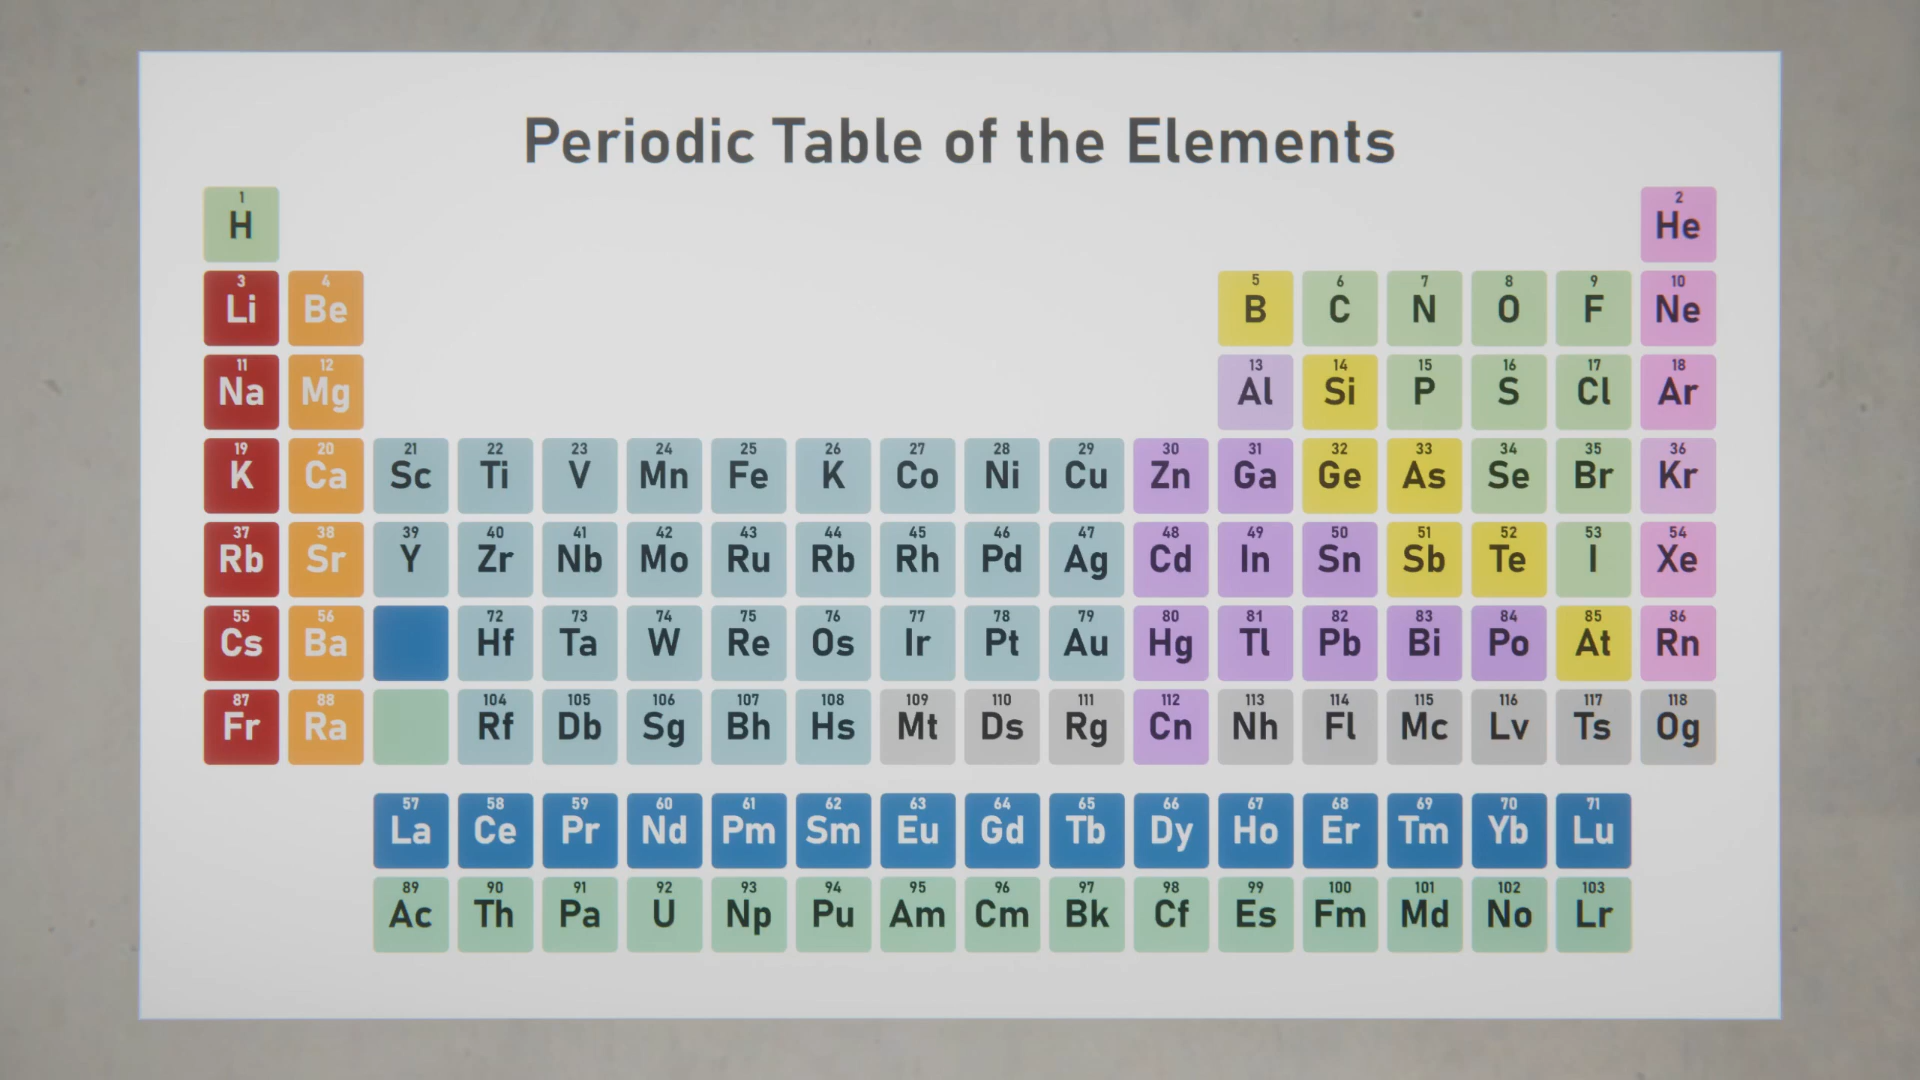 Periodic Table of the Elements
1 2
H He
3 4 5 6 7 8 9 10
Li Be B C N O F Ne
11 12 13 14 15 16 17 18
Na Mg Al Si P S Cl Ar
19 20 21 22 23 24 25 26 27 28 29 30 31 32 33 34 35 36
K Ca Sc Ti V Mn Fe K Co Ni Cu Zn Ga Ge As Se Br Kr
37 38 39 40 41 42 43 44 45 46 47 48 49 50 51 52 53 54
Rb Sr Y Zr Nb Mo Ru Rb Rh Pd Ag Cd In Sn Sb Te I Xe
55 56 72 73 74 75 76 77 78 79 80 81 82 83 84 85 86
Cs Ba Hf Ta W Re Os Ir Pt Au Hg Tl Pb Bi Po At Rn
87 88 104 105 106 107 108 109 110 111 112 113 114 115 116 117 118
Fr Ra Rf Db Sg Bh Hs Mt Ds Rg Cn Nh Fl Mc Lv Ts Og
57 58 59 60 61 62 63 64 65 66 67 68 69 70 71
La Ce Pr Nd Pm Sm Eu Gd Tb Dy Ho Er Tm Yb Lu
89 90 91 92 93 94 95 96 97 98 99 100 101 102 103
Ac Th Pa U Np Pu Am Cm Bk Cf Es Fm Md No Lr